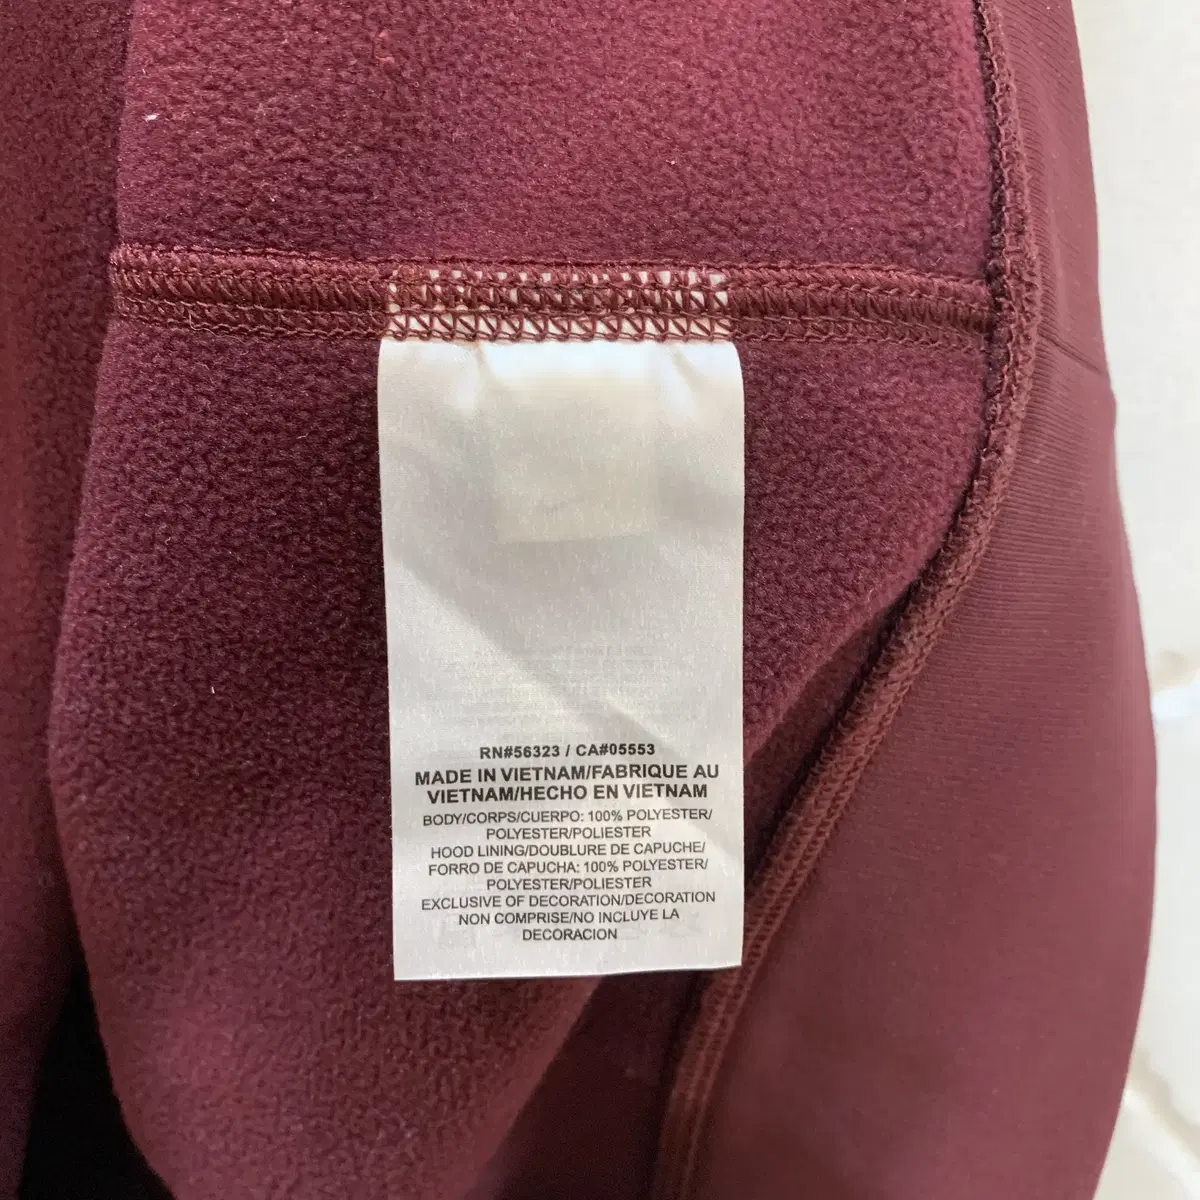 RN#56323 / CA#05553
MADE IN VIETNAM/FABRIQUE AU
VIETNAM/HECHO EN VIETNAM
BODY/CORPS/CUERPO: 100% POLYESTER/
POLYESTER/POLIESTER
HOOD LINING/DOUBLURE DE CAPUCHE/
FORRO DE CAPUCHA: 100% POLYESTER/
POLYESTER/POLIESTER
EXCLUSIVE OF DECORATION/DECORATION
NON COMPRISE/NO INCLUYE LA
DECORACION